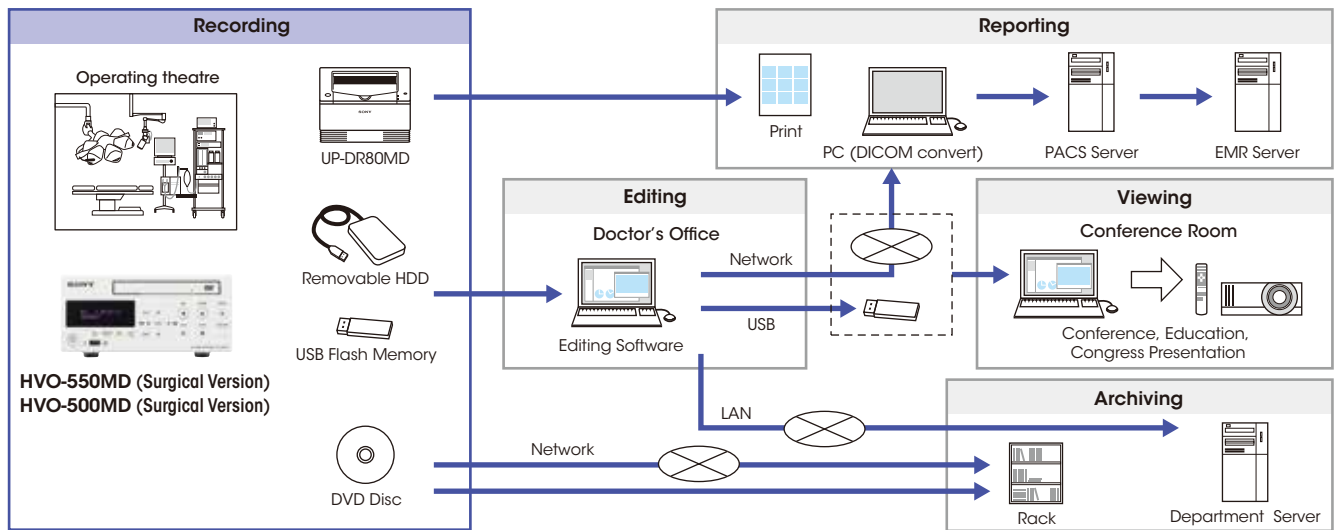 Recording
Operating theatre
SONY
UP-DR80MD
Removable HDD
USB Flash Memory
SONY
HVO-550MD (Surgical Version)
HVO-500MD (Surgical Version)
DVD Disc
Editing
Doctor's Office
Editing Software
Network
USB
LAN
Network
Reporting
Print
PC (DICOM convert)
PACS Server
EMR Server
Viewing
Conference Room
Conference, Education,
Congress Presentation
Archiving
Rack
Department Server